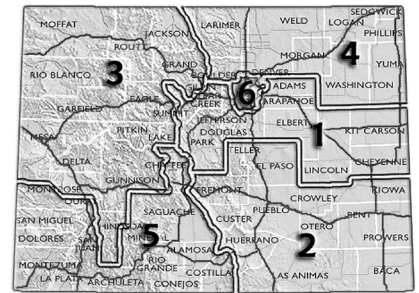 SEDGWICK
MOFFAT
LARIMER
WELD
LOGAN
PHILLIPS
JACKSON
ROUTT
MORGAN
4
YUMA
GRAND
RIO BLANCO
3
BOULDER
DENVER
ADAMS
WASHINGTON
6
EAGLE
CREEK
ARAPAHOE
GARFIELD
SUMMIT
JEFFERSON
ELBERT
1
KIT CARSON
PITKIN
LAKE
PARK
DOUGLAS
MESA
TELLER
DELTA
CHEYENNE
LINCOLN
GUNNISON
EL PASO
MONTROSE
FREMONT
KIOWA
CROWLEY
SAGUACHE
SAN MIGUEL
CUSTER
PUEBLO
BENT
OTERO
DOLORES
5
HUERFANO
2
PROWERS
SAN JUAN
ALAMOSA
MONTEZUMA
RIO GRANDE
COSTILLA
BACA
LA PLATA
ARCHULETA
CONEJOS
AS ANIMAS